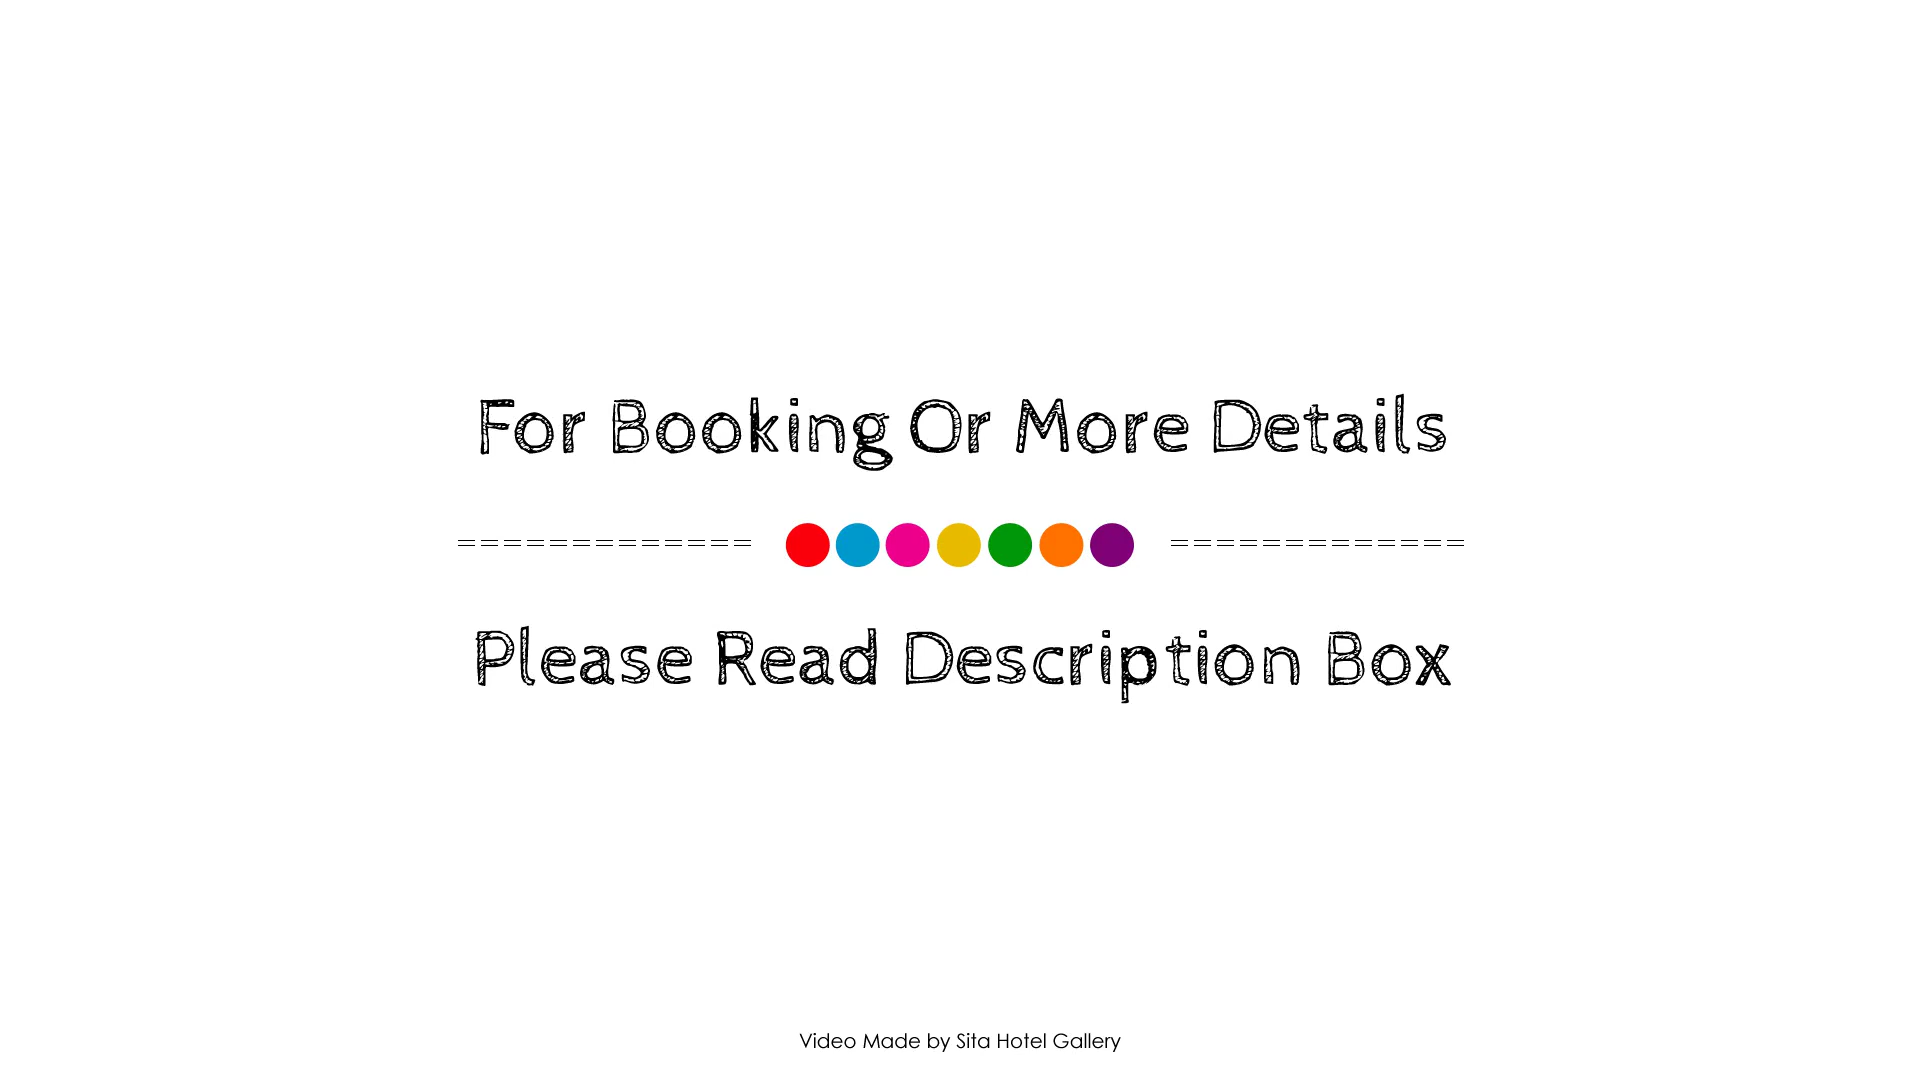 For Booking Or More Details
============= =============
Please Read Description Box
Video Made by Sita Hotel Gallery